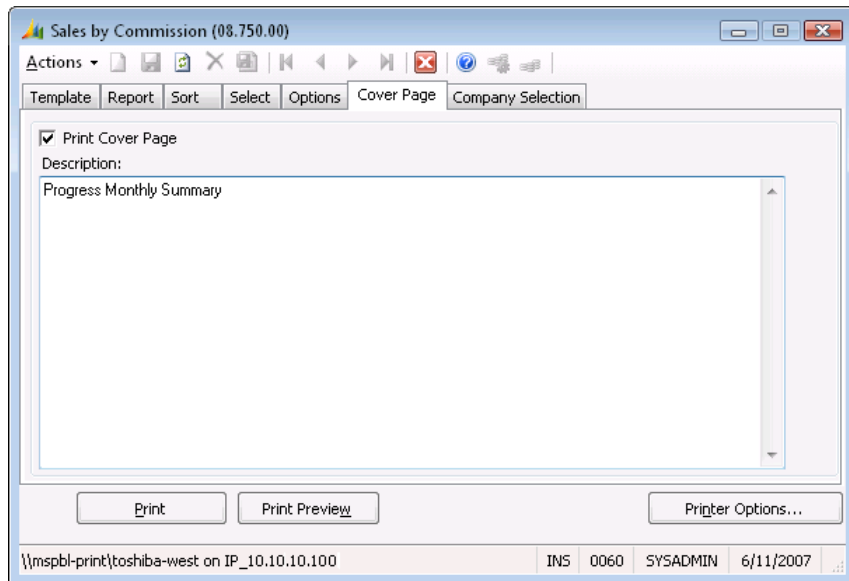 Sales by Commission (08.750.00)
Actions
Template Report Sort Select Options Cover Page Company Selection
Print Cover Page
Description:
Progress Monthly Summary
Print Print Preview Printer Options...
\\mspbl-print\toshiba-west on IP_10.10.10.100 INS 0060 SYSADMIN 6/11/2007